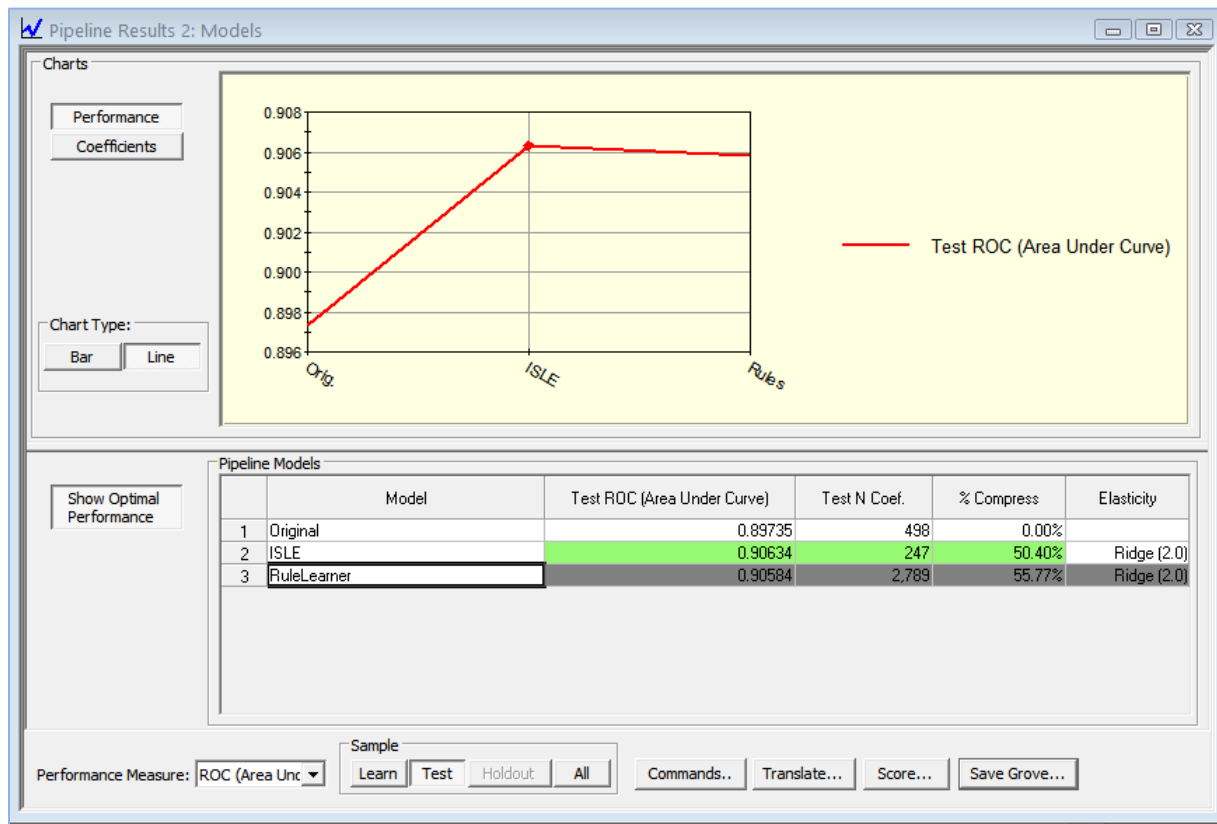 Pipeline Results 2: Models
Charts
Performance
Coefficients
Chart Type:
Bar Line
0.908
0.906
0.904
0.902
0.900
0.898
0.896
Orig. ISLE Rules
Test ROC (Area Under Curve)
Show Optimal
Performance
Pipeline Models
Model Test ROC (Area Under Curve) Test N Coef. % Compress Elasticity
1 Original 0.89735 498 0.00%
2 ISLE 0.90634 247 50.40% Ridge (2.0)
3 RuleLearner 0.90584 2,789 55.77% Ridge (2.0)
Performance Measure: ROC (Area Unc
Sample
Learn Test Holdout All
Commands.. Translate... Score... Save Grove...